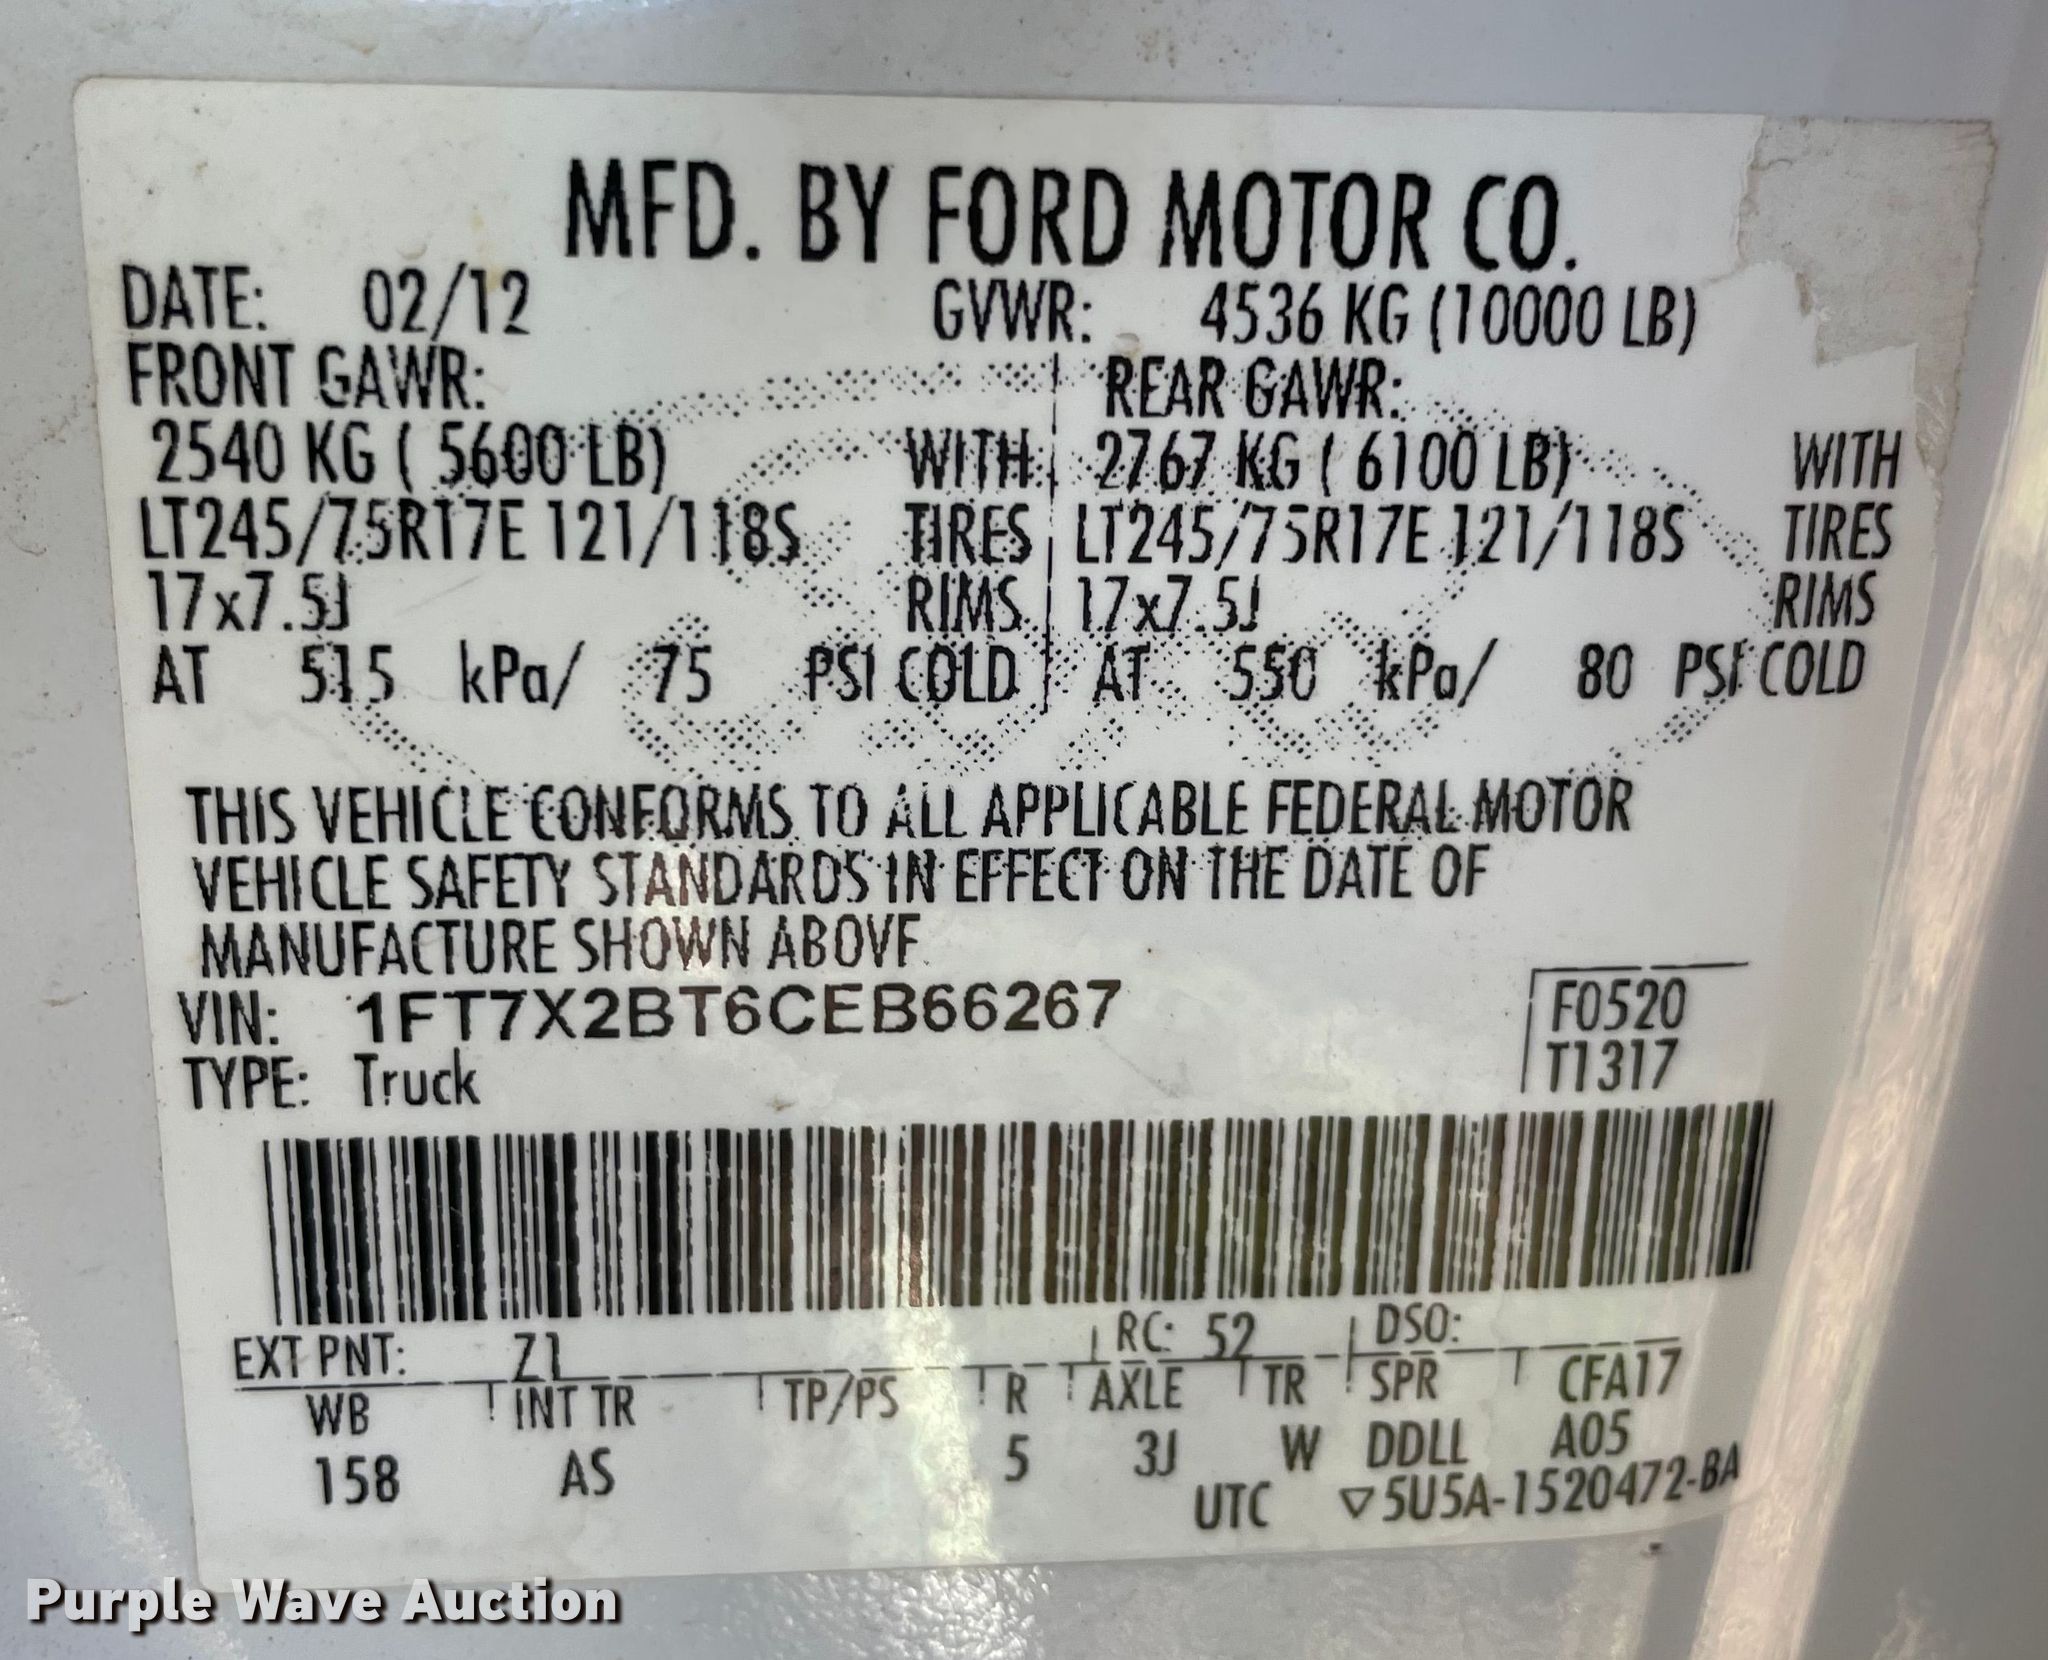 MFD. BY FORD MOTOR CO.
DATE: 02/12 GVWR: 4536 KG (10000 LB)
FRONT GAWR: REAR GAWR:
2540 KG ( 5600 LB) WITH 2767 KG ( 6100 LB) WITH
LT245/75R17E 121/118S TIRES LT245/75R17E 121/118S TIRES
17x7.5J RIMS 17x7.5J RIMS
AT 515 kPa/ 75 PSI COLD AT 550 kPa/ 80 PSI COLD
THIS VEHICLE CONFORMS TO ALL APPLICABLE FEDERAL MOTOR
VEHICLE SAFETY STANDARDS IN EFFECT ON THE DATE OF
MANUFACTURE SHOWN ABOVE.
VIN: 1FT7X2BT6CEB66267 F0520
TYPE: Truck T1317
EXT PNT: Z1 RC: 52 DSO:
WB INT TR TP/PS R AXLE TR SPR CFA17
158 AS 5 3J W DDLL A05
UTC ▽5U5A-1520472-BA
Purple Wave Auction